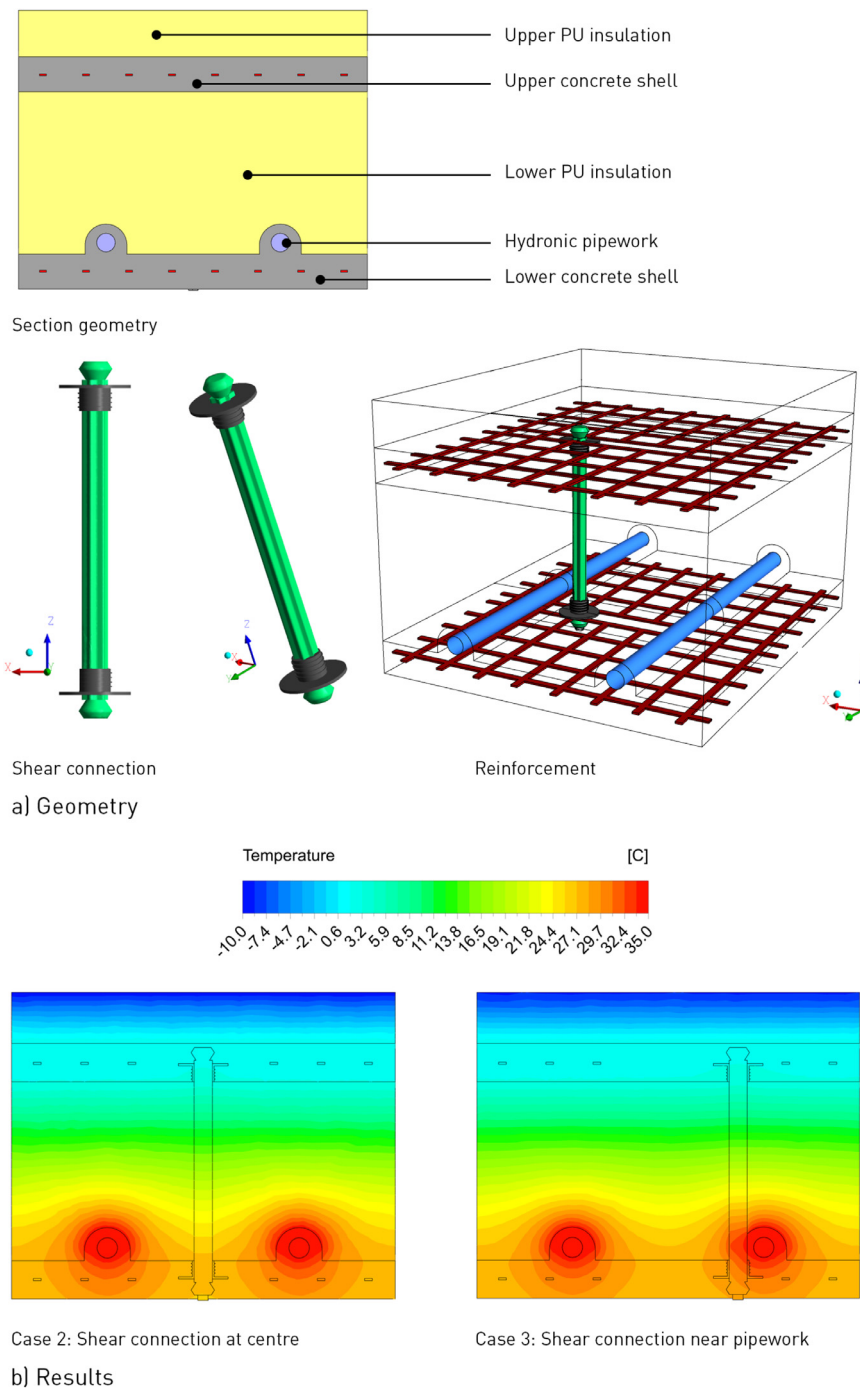 Upper PU insulation
Upper concrete shell
Lower PU insulation
Hydronic pipework
Lower concrete shell
Section geometry
Z
X
Y
Z
X
Y
X
Y
Shear connection
Reinforcement
a) Geometry
Temperature [C]
-10.0 -7.4 -4.7 -2.1 0.6 3.2 5.9 8.5 11.2 13.8 16.5 19.1 21.8 24.4 27.1 29.7 32.4 35.0
Case 2: Shear connection at centre
Case 3: Shear connection near pipework
b) Results